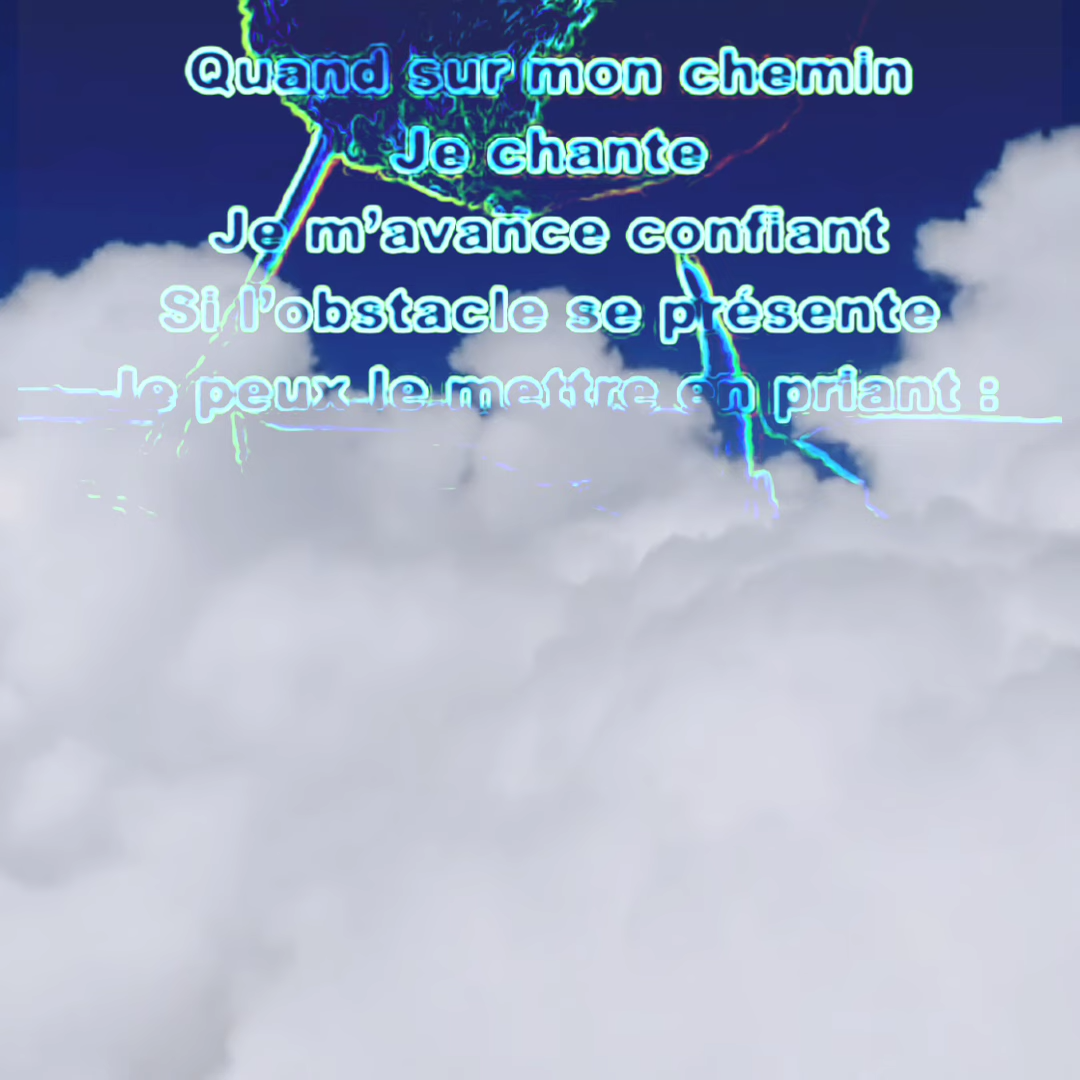 Quand sur mon chemin
Je chante
Je m’avance confiant
Si l’obstacle se présente
Je peux le mettre en priant :